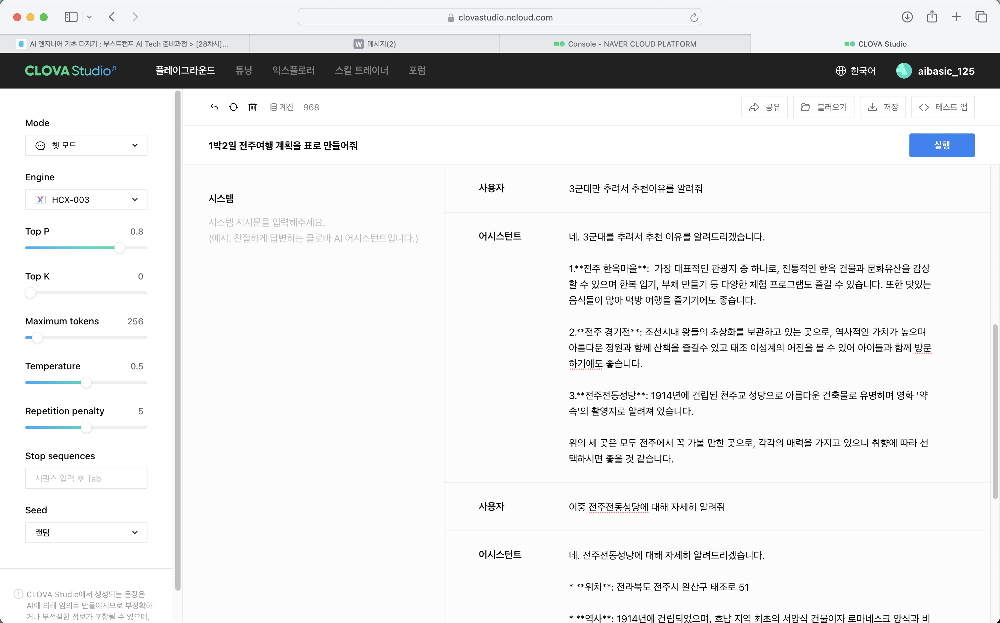 clovastudio.ncloud.com
AI 엔지니어 기초 다지기 : 부스트캠프 AI Tech 준비과정 > [28차시]...
W 메시지(2)
Console - NAVER CLOUD PLATFORM
CLOVA Studio
CLOVA Studio β
플레이그라운드
튜닝
익스플로러
스킬 트레이너
포럼
한국어
aibasic_125
계산 968
공유
불러오기
저장
테스트 앱
1박2일 전주여행 계획을 표로 만들어줘
실행
Mode
챗 모드
Engine
X HCX-003
Top P 0.8
Top K 0
Maximum tokens 256
Temperature 0.5
Repetition penalty 5
Stop sequences
시퀀스 입력 후 Tab
Seed
랜덤
CLOVA Studio에서 생성되는 문장은
AI에 의해 임의로 만들어지므로 부정확하
거나 부적절한 정보가 포함될 수 있으며,
시스템
시스템 지시문을 입력해주세요.
(예시. 친절하게 답변하는 클로바 AI 어시스턴트입니다.)
사용자
3군대만 추려서 추천이유를 알려줘
어시스턴트
네. 3군대를 추려서 추천 이유를 알려드리겠습니다.
1.**전주 한옥마을**:  가장 대표적인 관광지 중 하나로, 전통적인 한옥 건물과 문화유산을 감상
할 수 있으며 한복 입기, 부채 만들기 등 다양한 체험 프로그램도 즐길 수 있습니다. 또한 맛있는
음식들이 많아 먹방 여행을 즐기기에도 좋습니다.
2.**전주 경기전**: 조선시대 왕들의 초상화를 보관하고 있는 곳으로, 역사적인 가치가 높으며
아름다운 정원과 함께 산책을 즐길수 있고 태조 이성계의 어진을 볼 수 있어 아이들과 함께 방문
하기에도 좋습니다.
3.**전주전동성당**: 1914년에 건립된 천주교 성당으로 아름다운 건축물로 유명하며 영화 '약
속'의 촬영지로 알려져 있습니다.
위의 세 곳은 모두 전주에서 꼭 가볼 만한 곳으로, 각각의 매력을 가지고 있으니 취향에 따라 선
택하시면 좋을 것 같습니다.
사용자
이중 전주전동성당에 대해 자세히 알려줘
어시스턴트
네. 전주전동성당에 대해 자세히 알려드리겠습니다.
* **위치**: 전라북도 전주시 완산구 태조로 51
* **역사**: 1914년에 건립되었으며, 호남 지역 최초의 서양식 건물이자 로마네스크 양식과 비